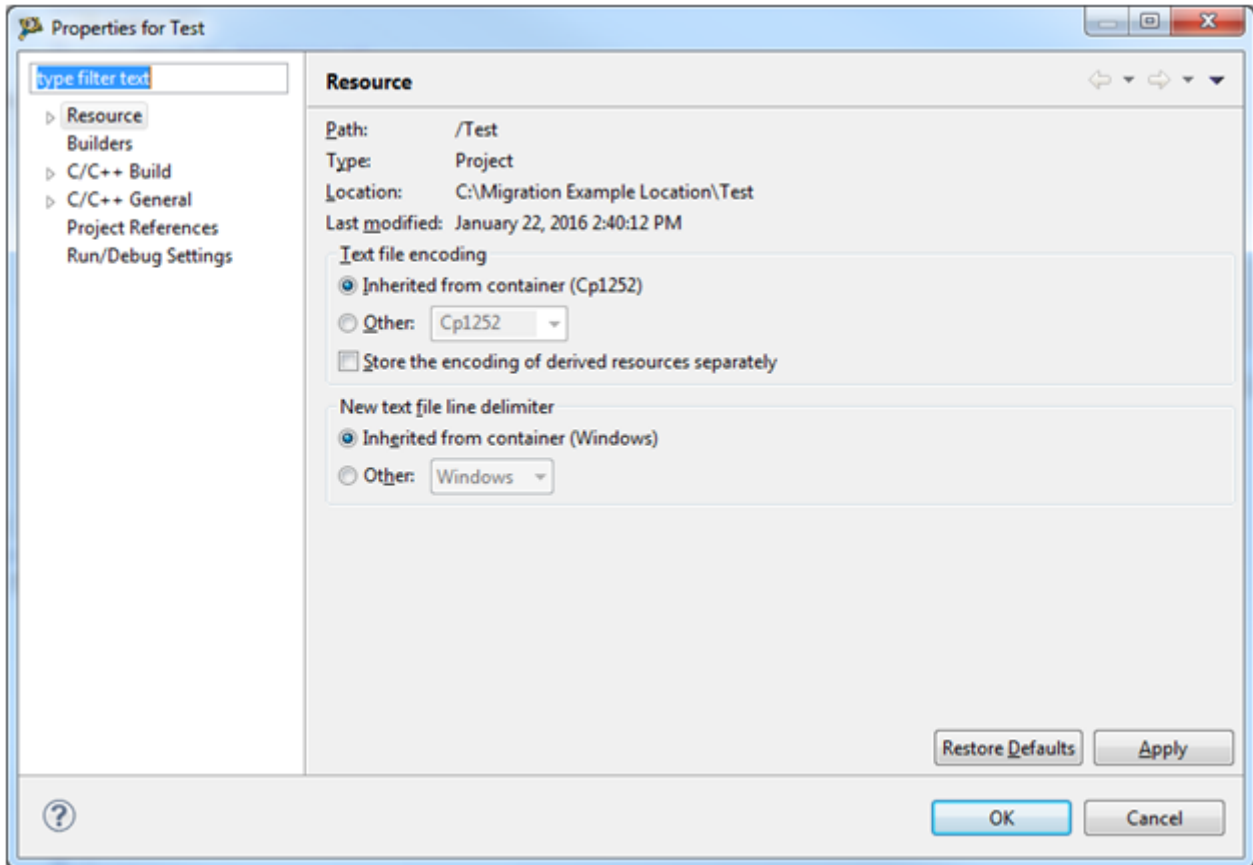 Properties for Test
type filter text
Resource
Builders
C/C++ Build
C/C++ General
Project References
Run/Debug Settings
Resource
Path: /Test
Type: Project
Location: C:\Migration Example Location\Test
Last modified: January 22, 2016 2:40:12 PM
Text file encoding
Inherited from container (Cp1252)
Other: Cp1252
Store the encoding of derived resources separately
New text file line delimiter
Inherited from container (Windows)
Other: Windows
Restore Defaults Apply
? OK Cancel